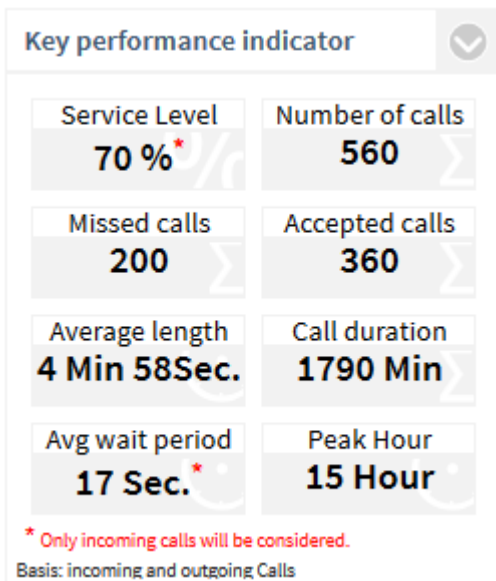 Key performance indicator
Service Level Number of calls
70 %* 560
Missed calls Accepted calls
200 360
Average length Call duration
4 Min 58Sec. 1790 Min
Avg wait period Peak Hour
17 Sec.* 15 Hour
* Only incoming calls will be considered.
Basis: incoming and outgoing Calls